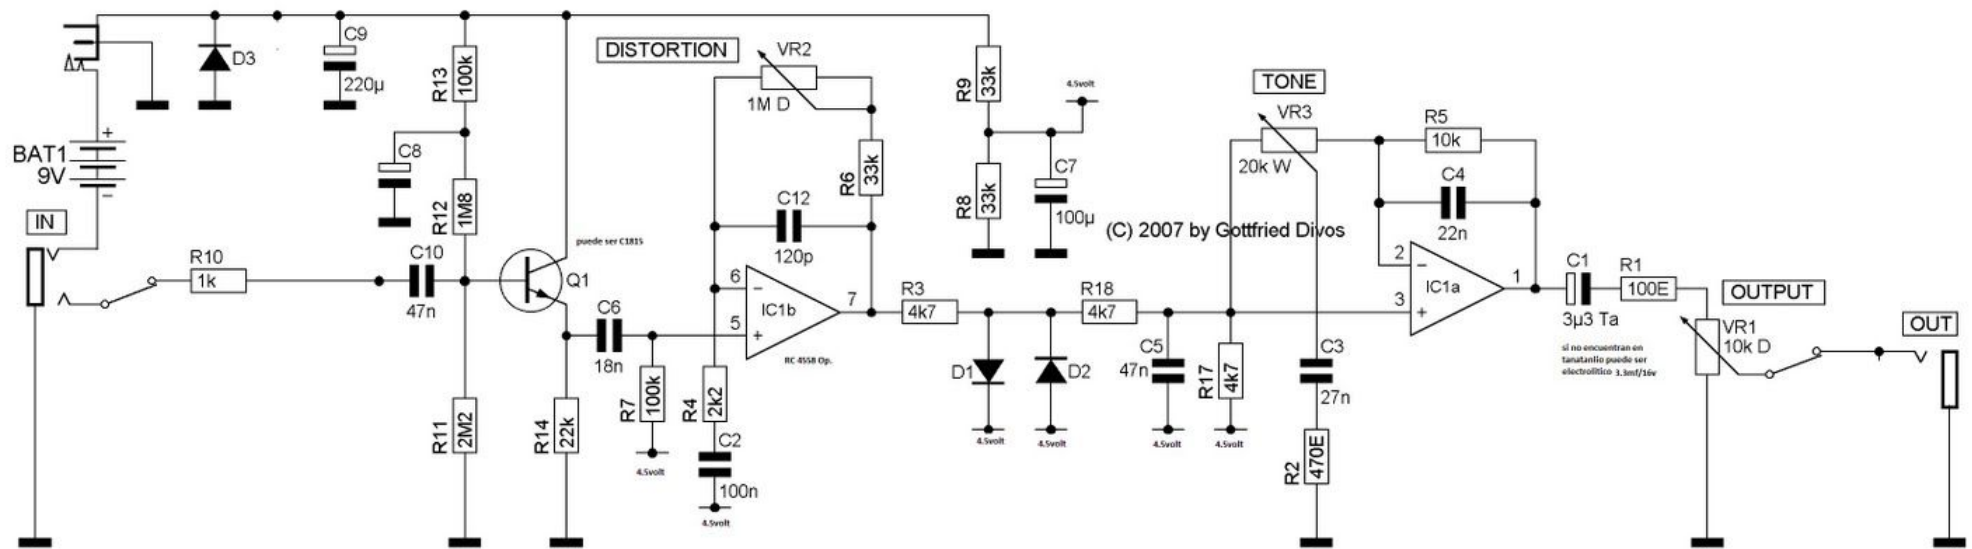 D3
C9
220µ
R13
100k
BAT1
9V
+
−
C8
R12
1M8
IN
R10
1k
C10
47n
R11
2M2
puede ser C1815
Q1
R14
22k
C6
18n
R7
100k
4.5volt
DISTORTION
VR2
1M D
R6
33k
C12
120p
6
−
5
+
IC1b
7
RC 4558 Op.
R4
2k2
C2
100n
4.5volt
R9
33k
R8
33k
4.5volt
C7
100µ
(C) 2007 by Gottfried Divos
R3
4k7
D1
4.5volt
D2
4.5volt
R18
4k7
C5
47n
4.5volt
R17
4k7
4.5volt
TONE
VR3
20k W
C3
27n
R2
470E
R5
10k
C4
22n
2
−
3
+
IC1a
1
C1
3µ3 Ta
si no encuentran en
tanatanlio puede ser
electrolitico 3.3mf/16v
R1
100E
OUTPUT
VR1
10k D
OUT